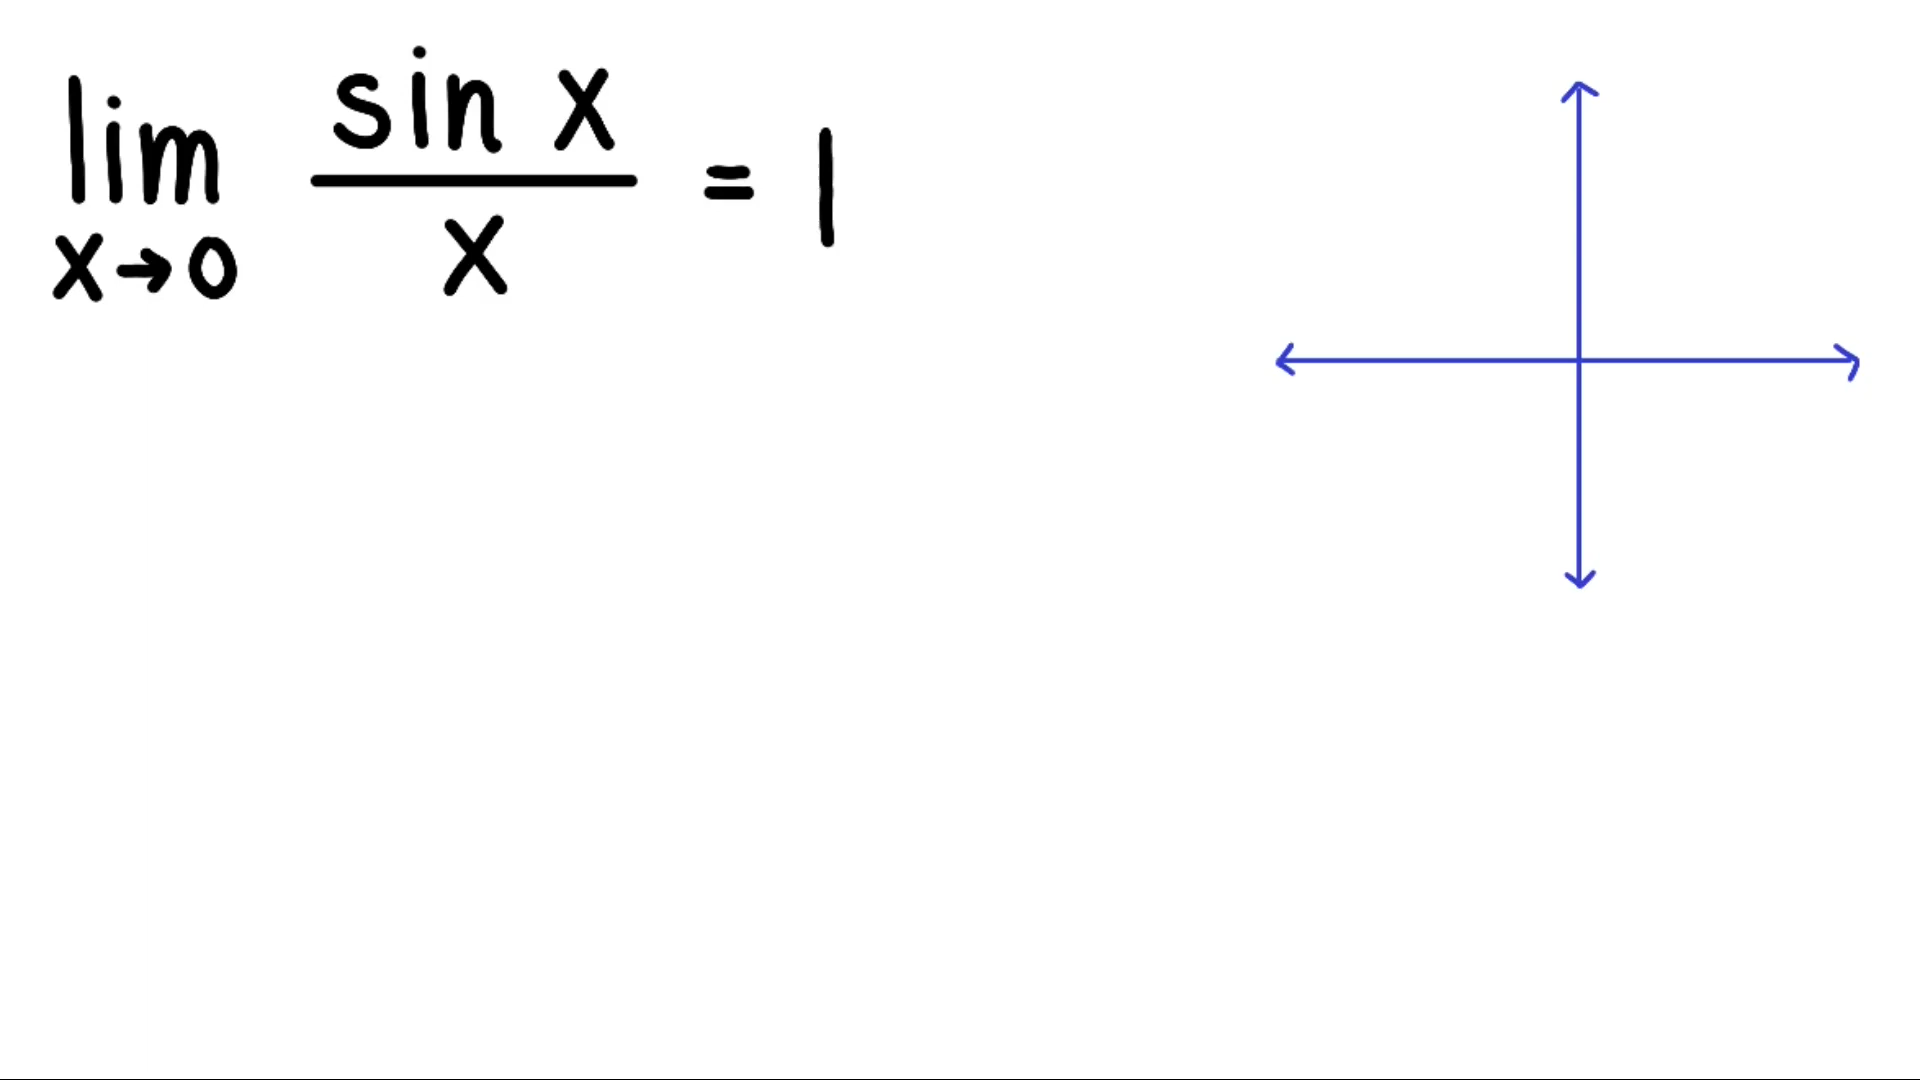 lim sin x / x = 1
x→0